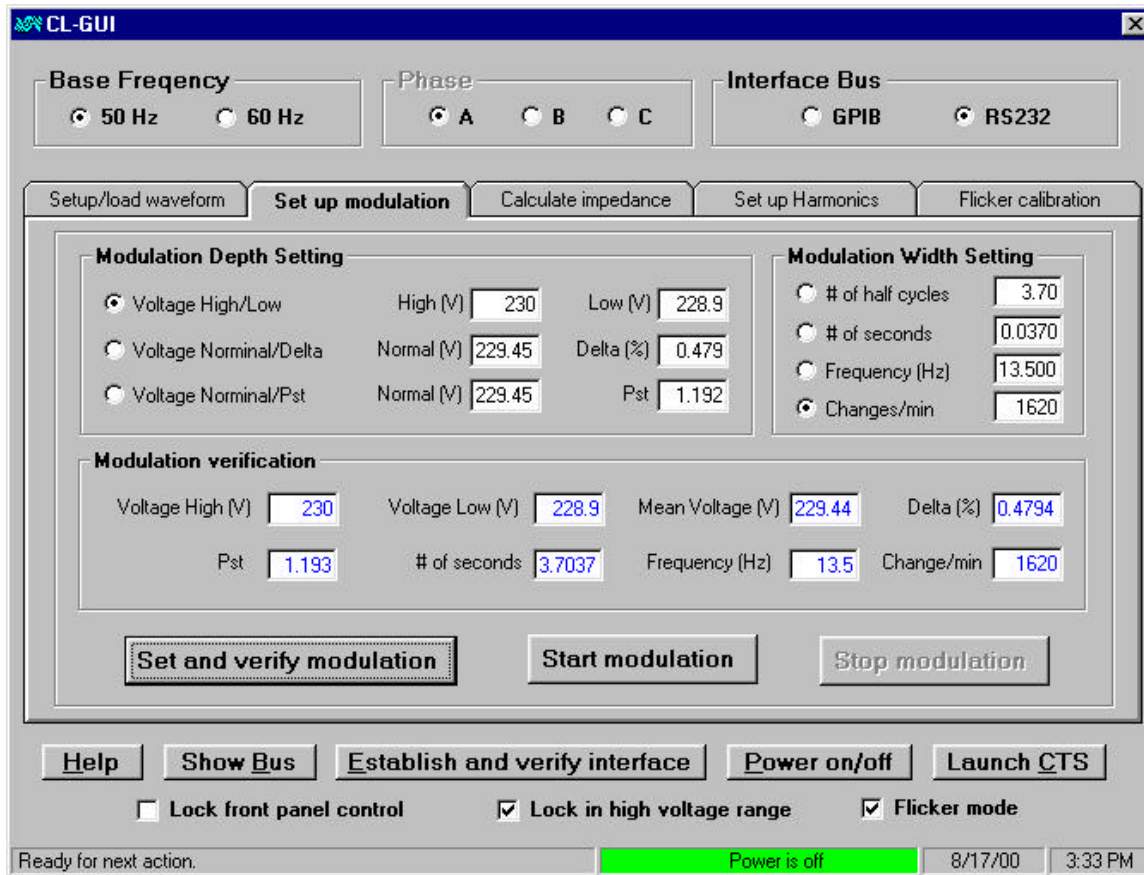 CL-GUI
Base Freqency Phase Interface Bus
50 Hz 60 Hz A B C GPIB RS232
Setup/load waveform Set up modulation Calculate impedance Set up Harmonics Flicker calibration
Modulation Depth Setting Modulation Width Setting
Voltage High/Low High (V) 230 Low (V) 228.9 # of half cycles 3.70
# of seconds 0.0370
Voltage Norminal/Delta Normal (V) 229.45 Delta (%) 0.479 Frequency (Hz) 13.500
Voltage Norminal/Pst Normal (V) 229.45 Pst 1.192 Changes/min 1620
Modulation verification
Voltage High (V) 230 Voltage Low (V) 228.9 Mean Voltage (V) 229.44 Delta (%) 0.4794
Pst 1.193 # of seconds 3.7037 Frequency (Hz) 13.5 Change/min 1620
Set and verify modulation Start modulation Stop modulation
Help Show Bus Establish and verify interface Power on/off Launch CTS
Lock front panel control Lock in high voltage range Flicker mode
Ready for next action. Power is off 8/17/00 3:33 PM